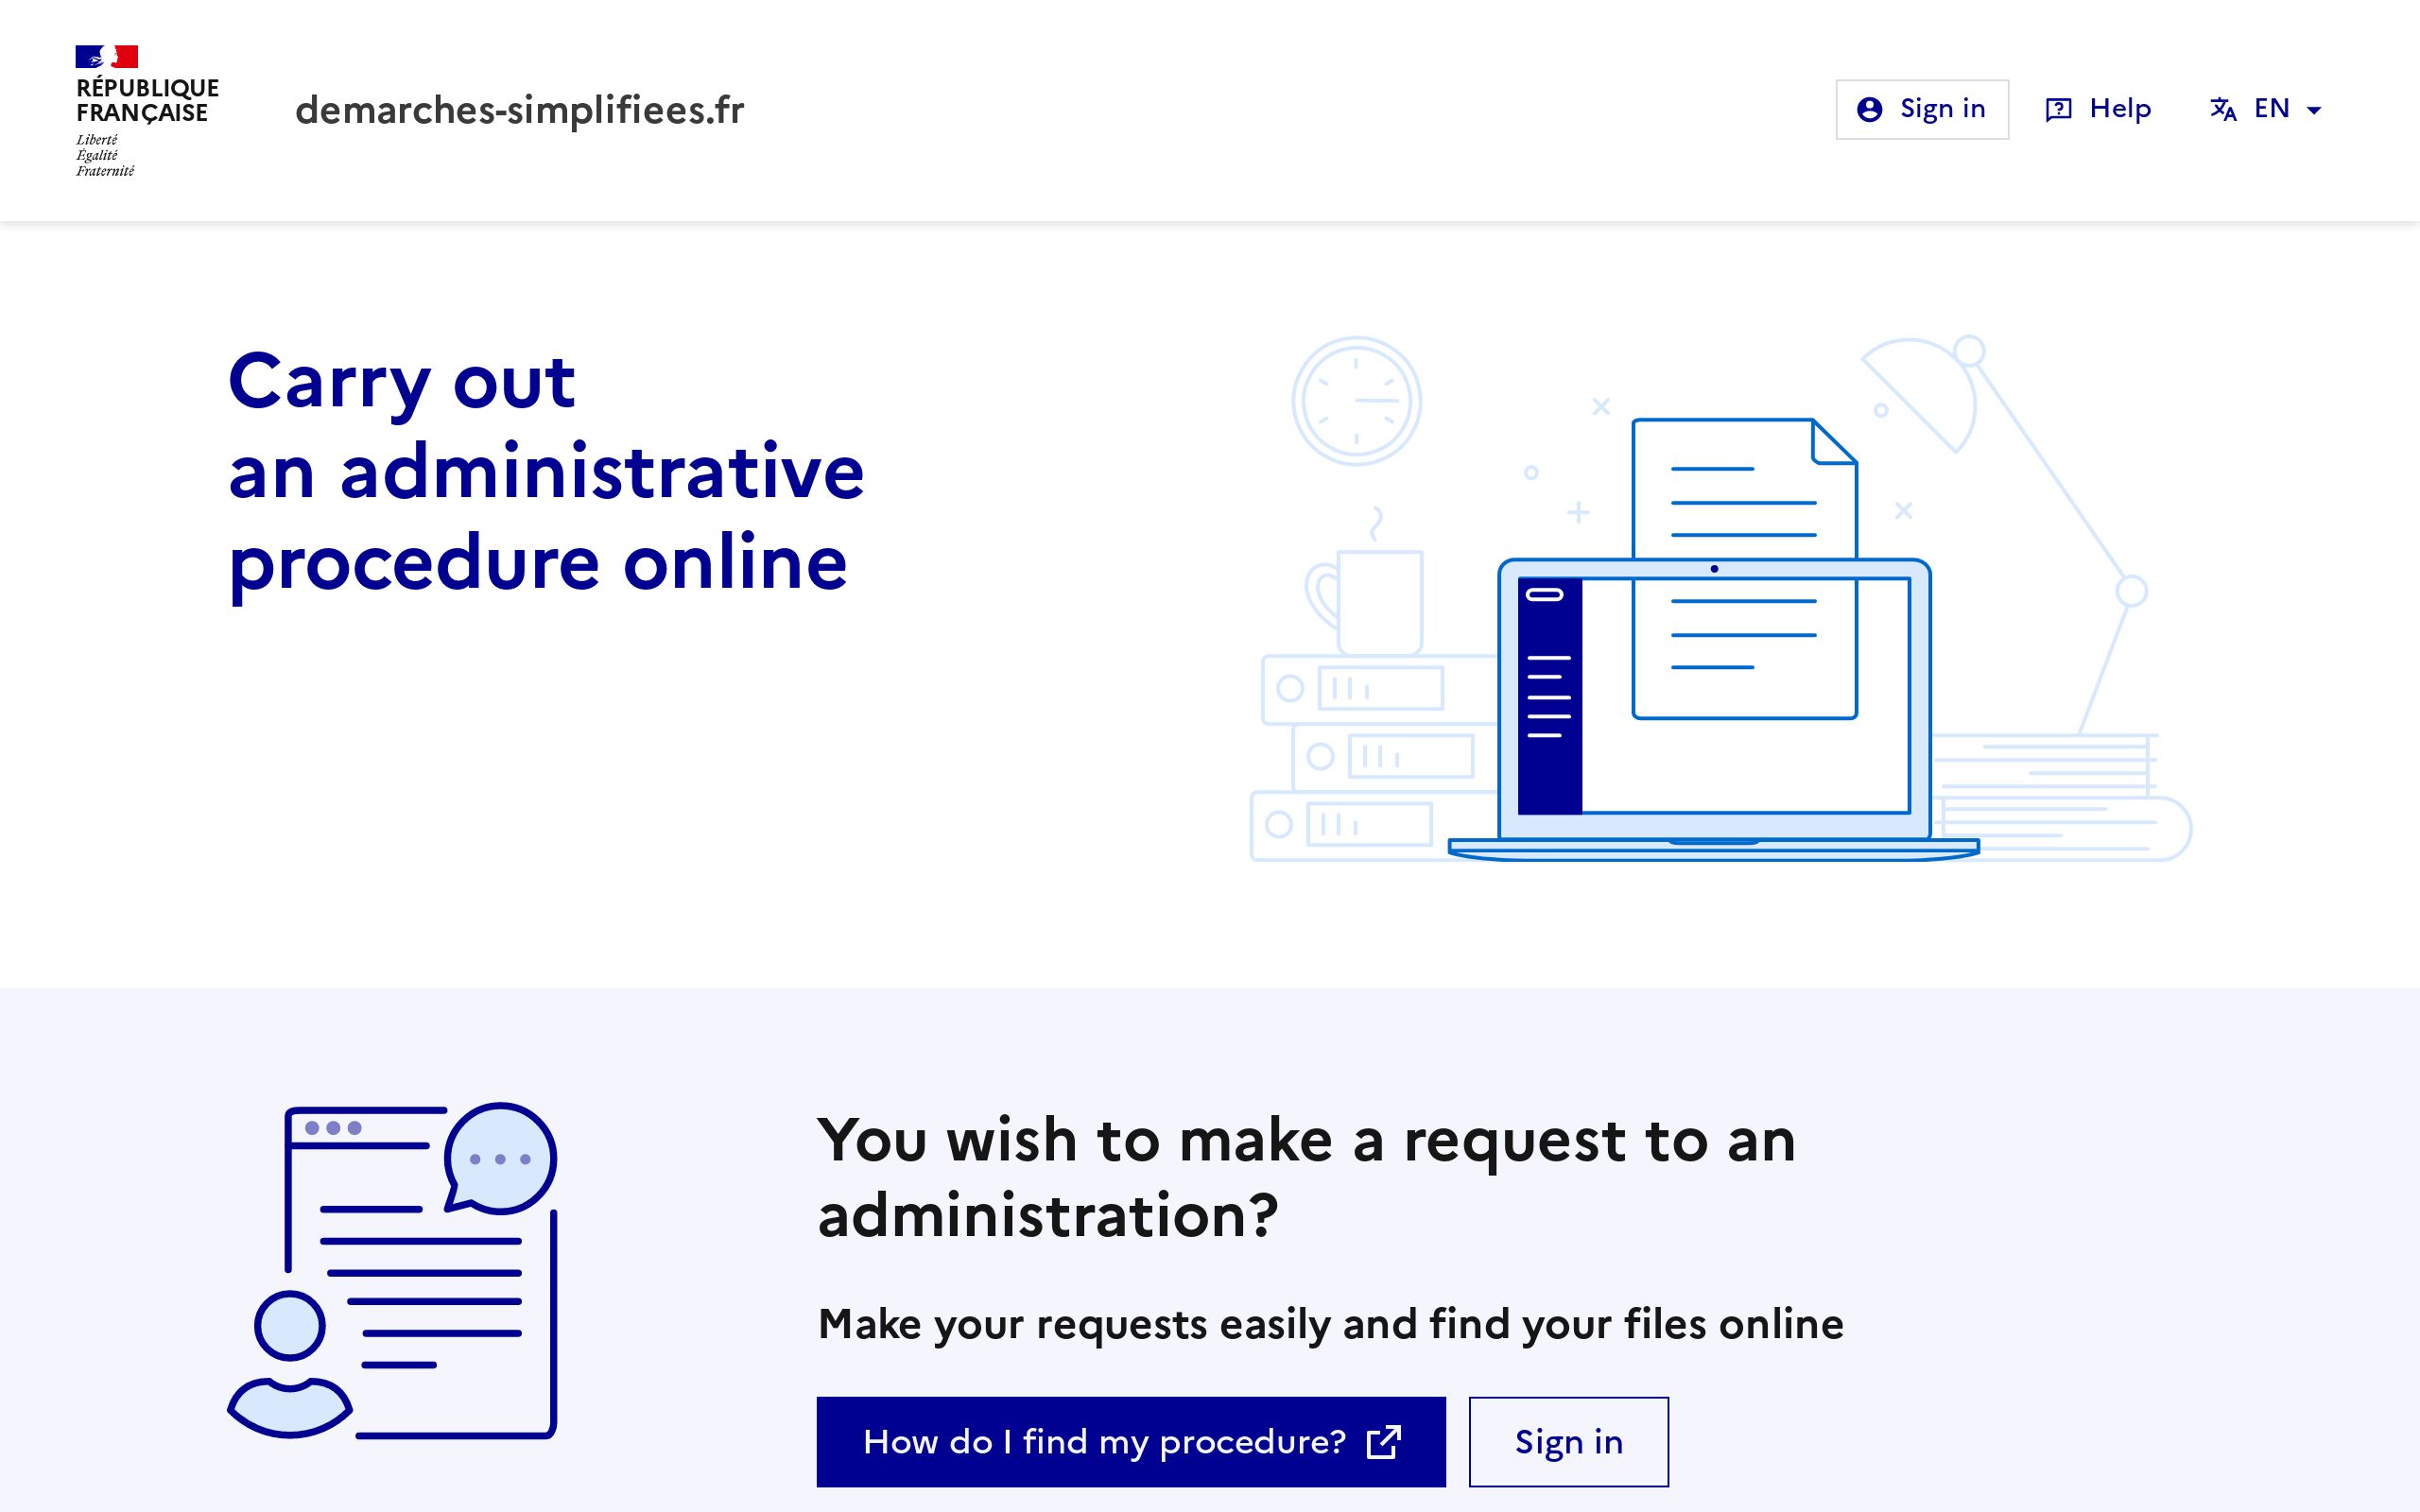 RÉPUBLIQUE
FRANÇAISE
Liberté
Égalité
Fraternité
demarches-simplifiees.fr
Sign in
Help
EN
Carry out
an administrative
procedure online
You wish to make a request to an
administration?
Make your requests easily and find your files online
How do I find my procedure?
Sign in